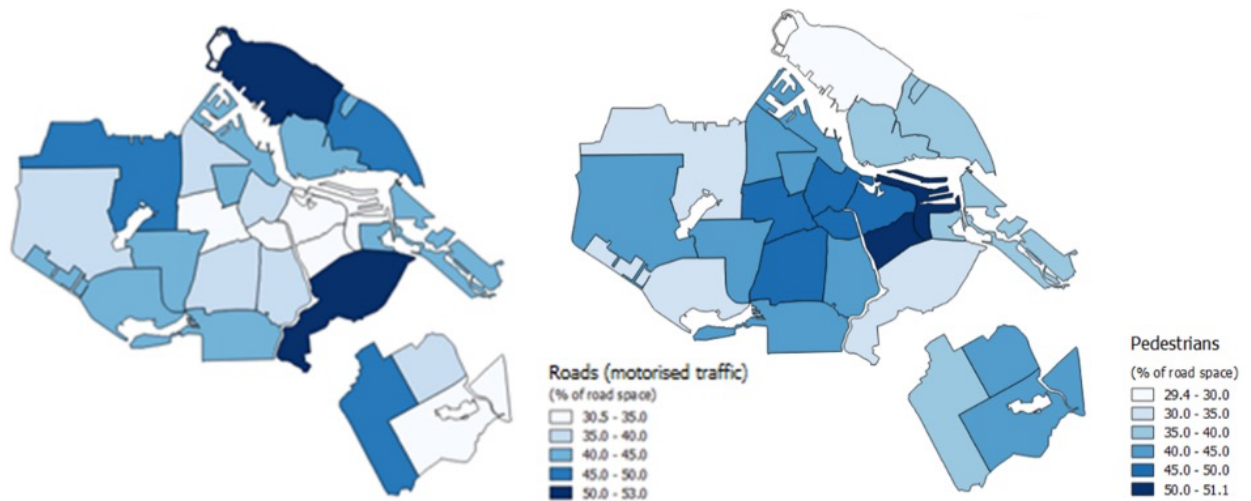 Roads (motorised traffic)
(% of road space)
30.5 - 35.0
35.0 - 40.0
40.0 - 45.0
45.0 - 50.0
50.0 - 53.0
Pedestrians
(% of road space)
29.4 - 30.0
30.0 - 35.0
35.0 - 40.0
40.0 - 45.0
45.0 - 50.0
50.0 - 51.1